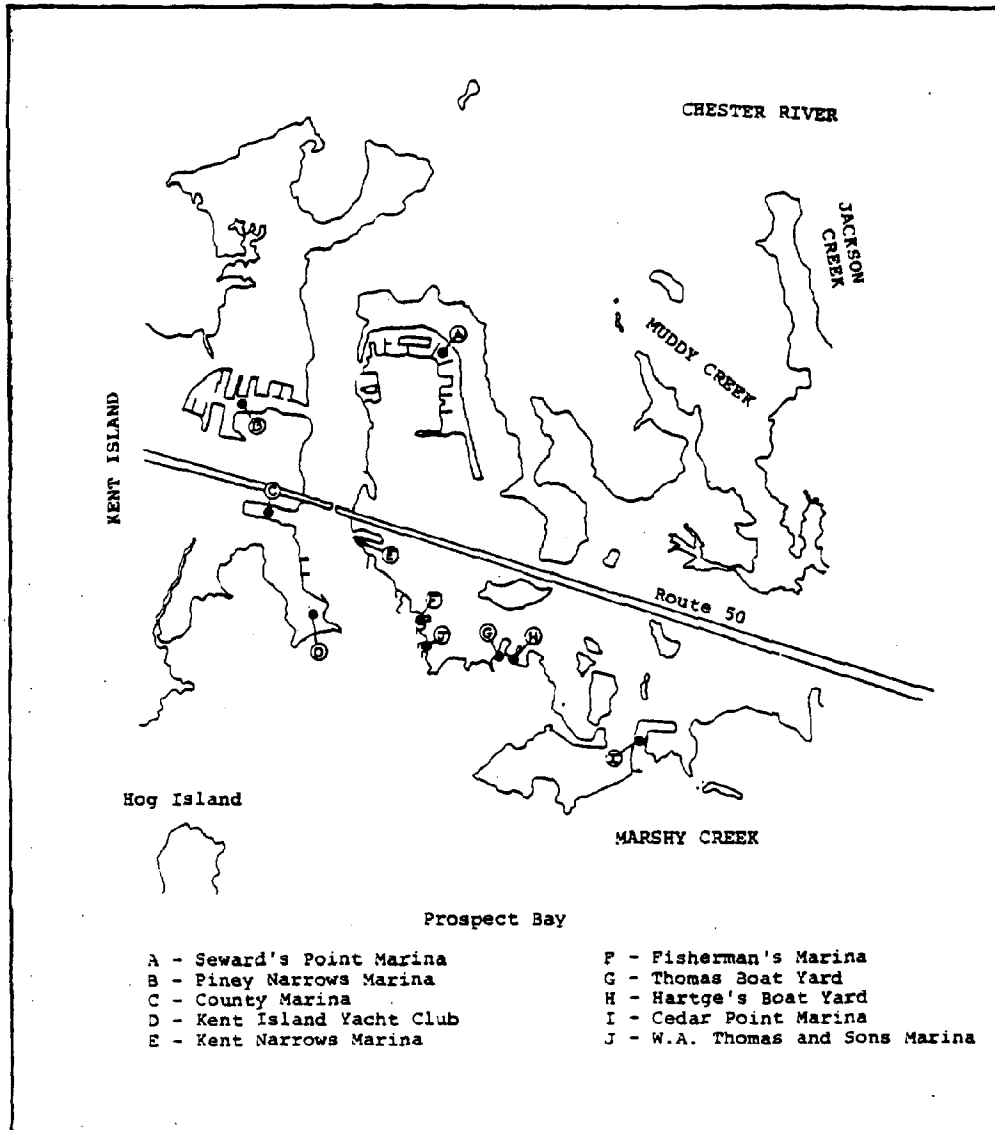 CHESTER RIVER
JACKSON
CREEK
A
MUDDY CREEK
KENT ISLAND
B
C
E
Route 50
F
J
G
H
D
I
Hog Island
MARSHY CREEK
Prospect Bay
A - Seward's Point Marina
B - Piney Narrows Marina
C - County Marina
D - Kent Island Yacht Club
E - Kent Narrows Marina
F - Fisherman's Marina
G - Thomas Boat Yard
H - Hartge's Boat Yard
I - Cedar Point Marina
J - W.A. Thomas and Sons Marina